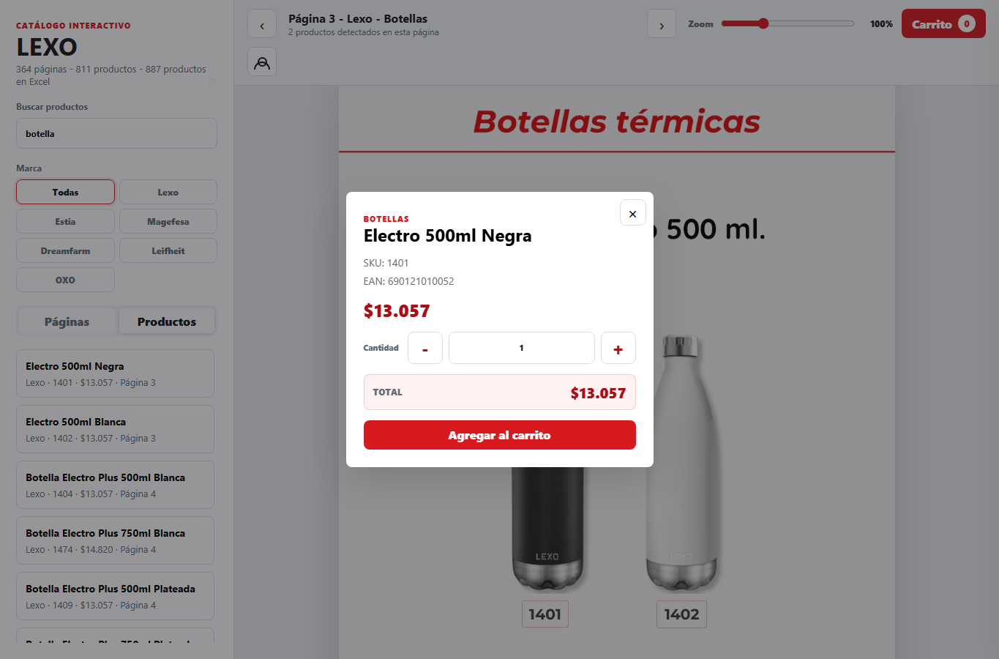 CATÁLOGO INTERACTIVO
LEXO
364 páginas - 811 productos - 887 productos
en Excel
Buscar productos
botella
Marca
Todas
Lexo
Estia
Magefesa
Dreamfarm
Leifheit
OXO
Páginas
Productos
Electro 500ml Negra
Lexo · 1401 · $13.057 · Página 3
Electro 500ml Blanca
Lexo · 1402 · $13.057 · Página 3
Botella Electro Plus 500ml Blanca
Lexo · 1404 · $13.057 · Página 4
Botella Electro Plus 750ml Blanca
Lexo · 1474 · $14.820 · Página 4
Botella Electro Plus 500ml Plateada
Lexo · 1409 · $13.057 · Página 4
‹
Página 3 - Lexo - Botellas
2 productos detectados en esta página
›
Zoom
100%
Carrito 0
Botellas térmicas
500 ml.
BOTELLAS
×
Electro 500ml Negra
SKU: 1401
EAN: 690121010052
$13.057
Cantidad
-
1
+
TOTAL
$13.057
Agregar al carrito
LEXO
LEXO
1401
1402